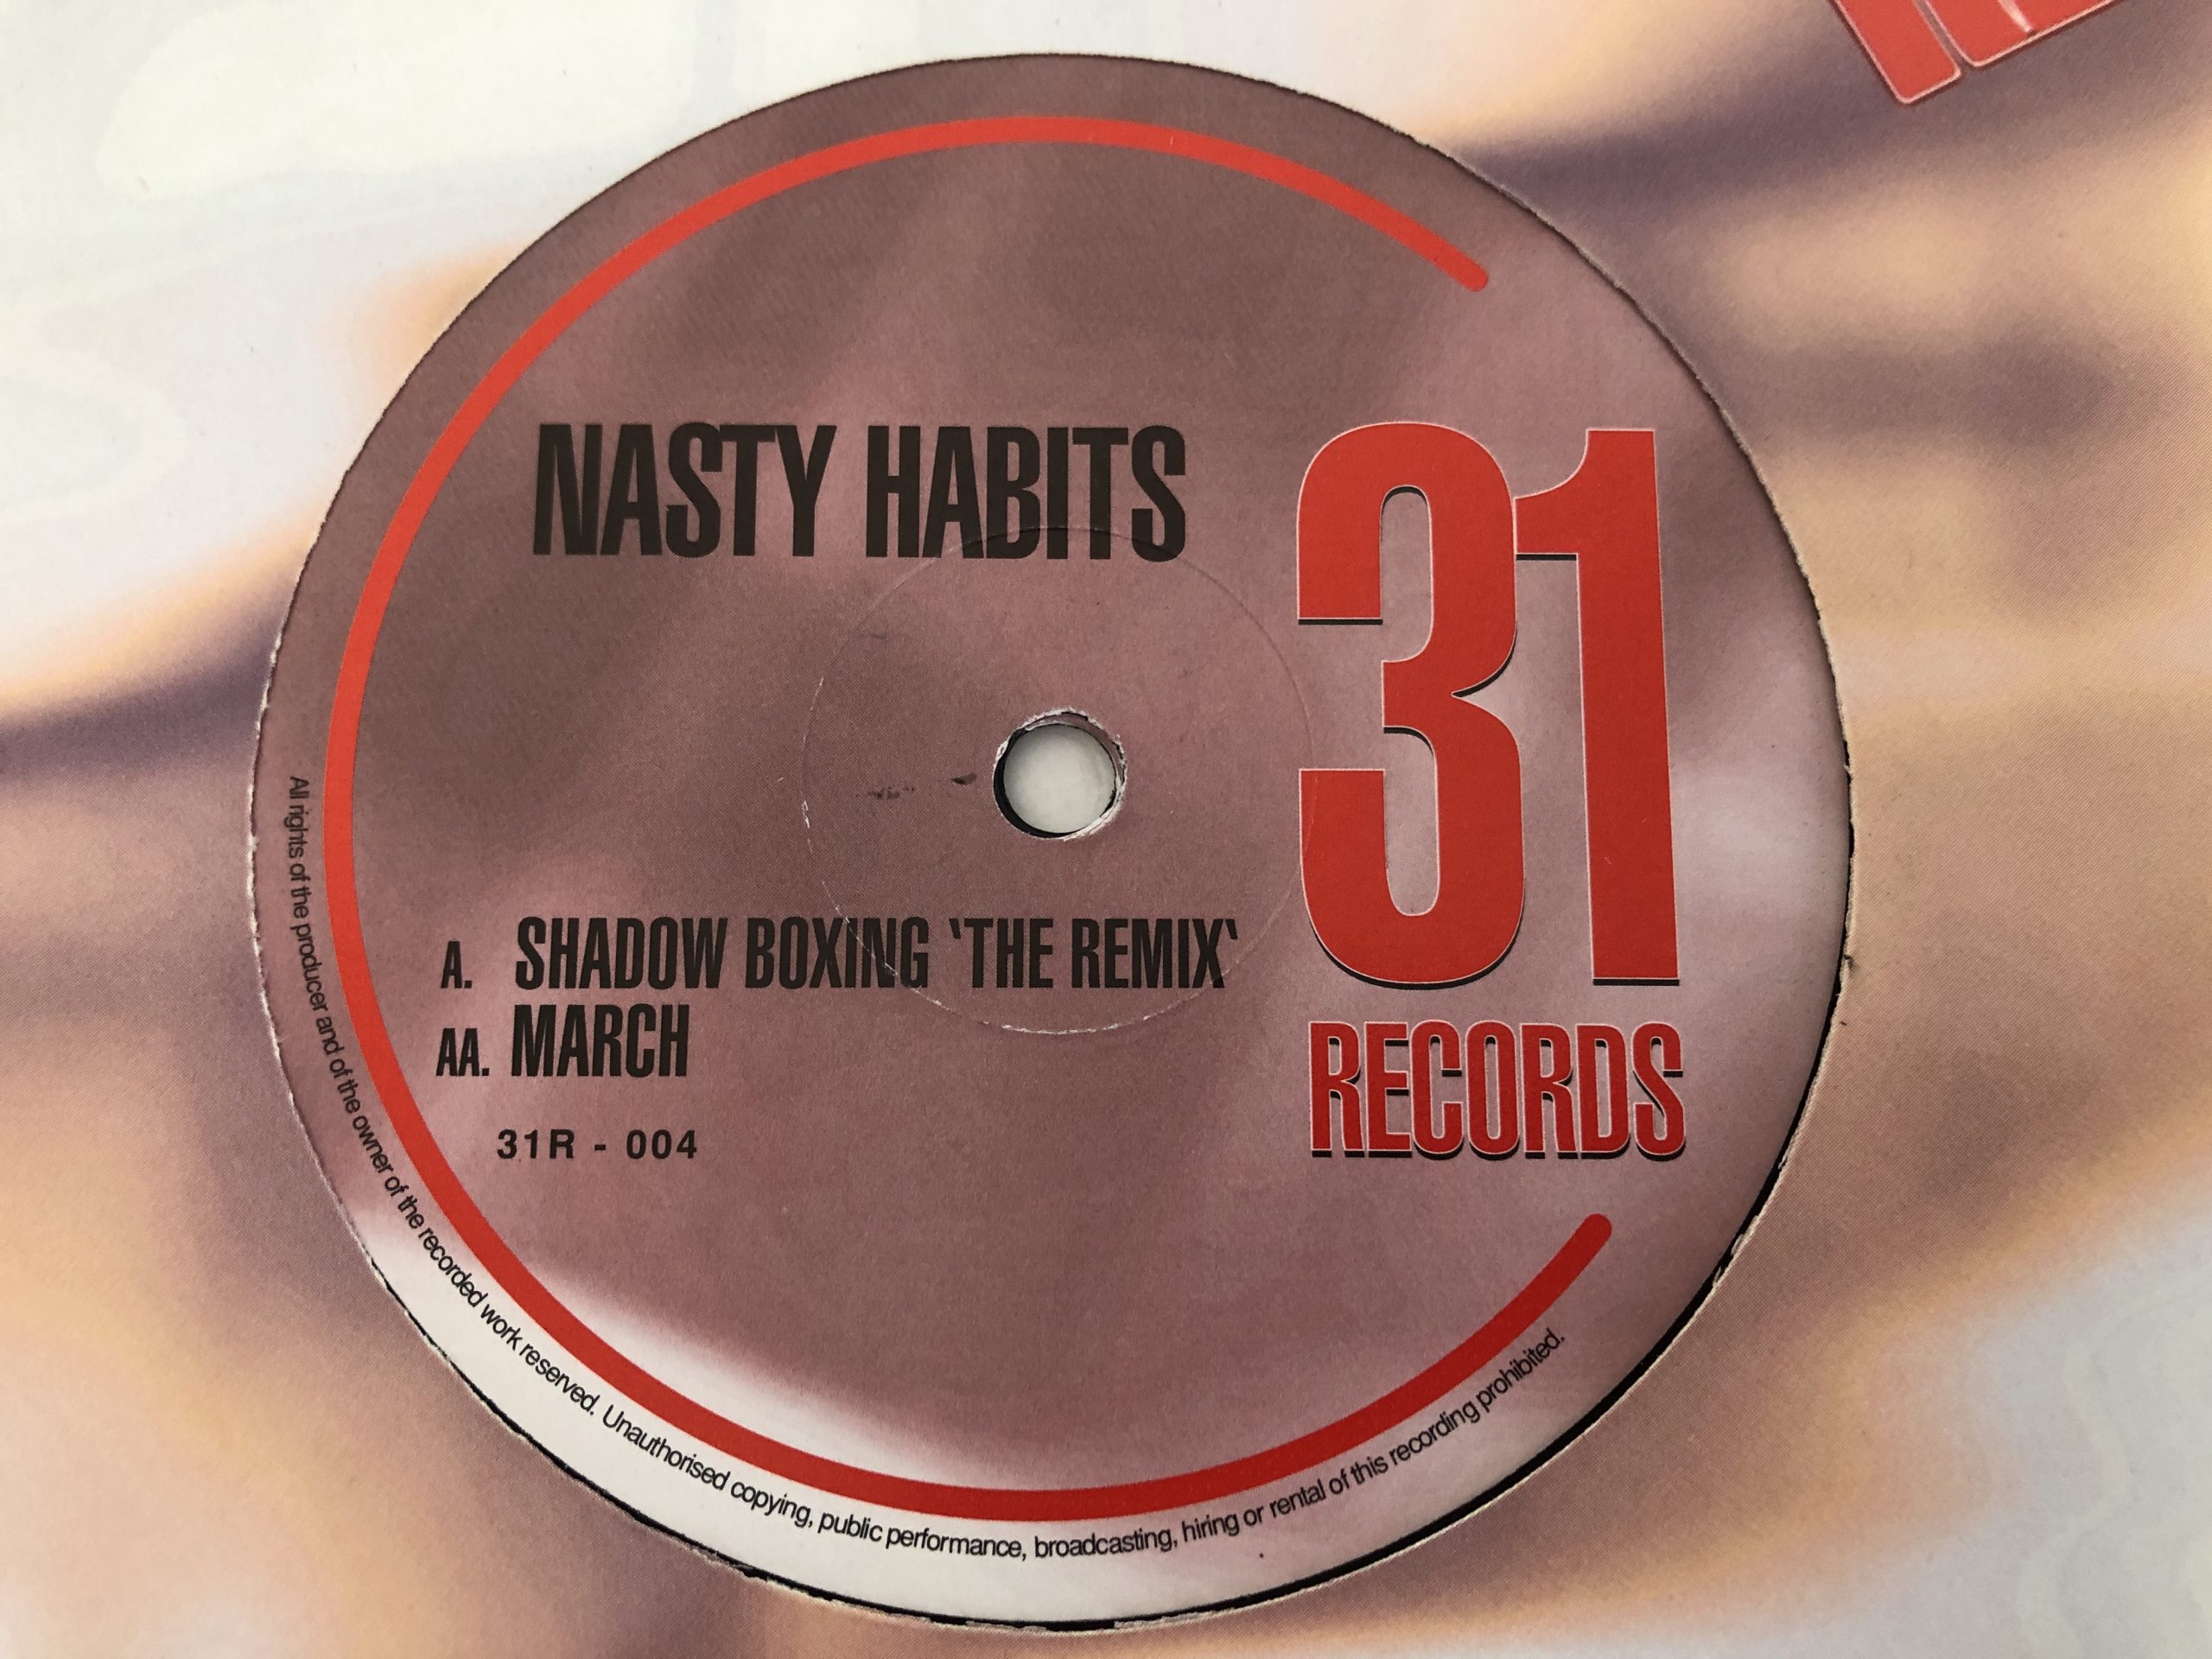 NASTY HABITS
31
RECORDS
A. SHADOW BOXING 'THE REMIX'
AA. MARCH
31R - 004
All rights of the producer and of the owner of the recorded work reserved. Unauthorised copying, public performance, broadcasting, hiring or rental of this recording prohibited.